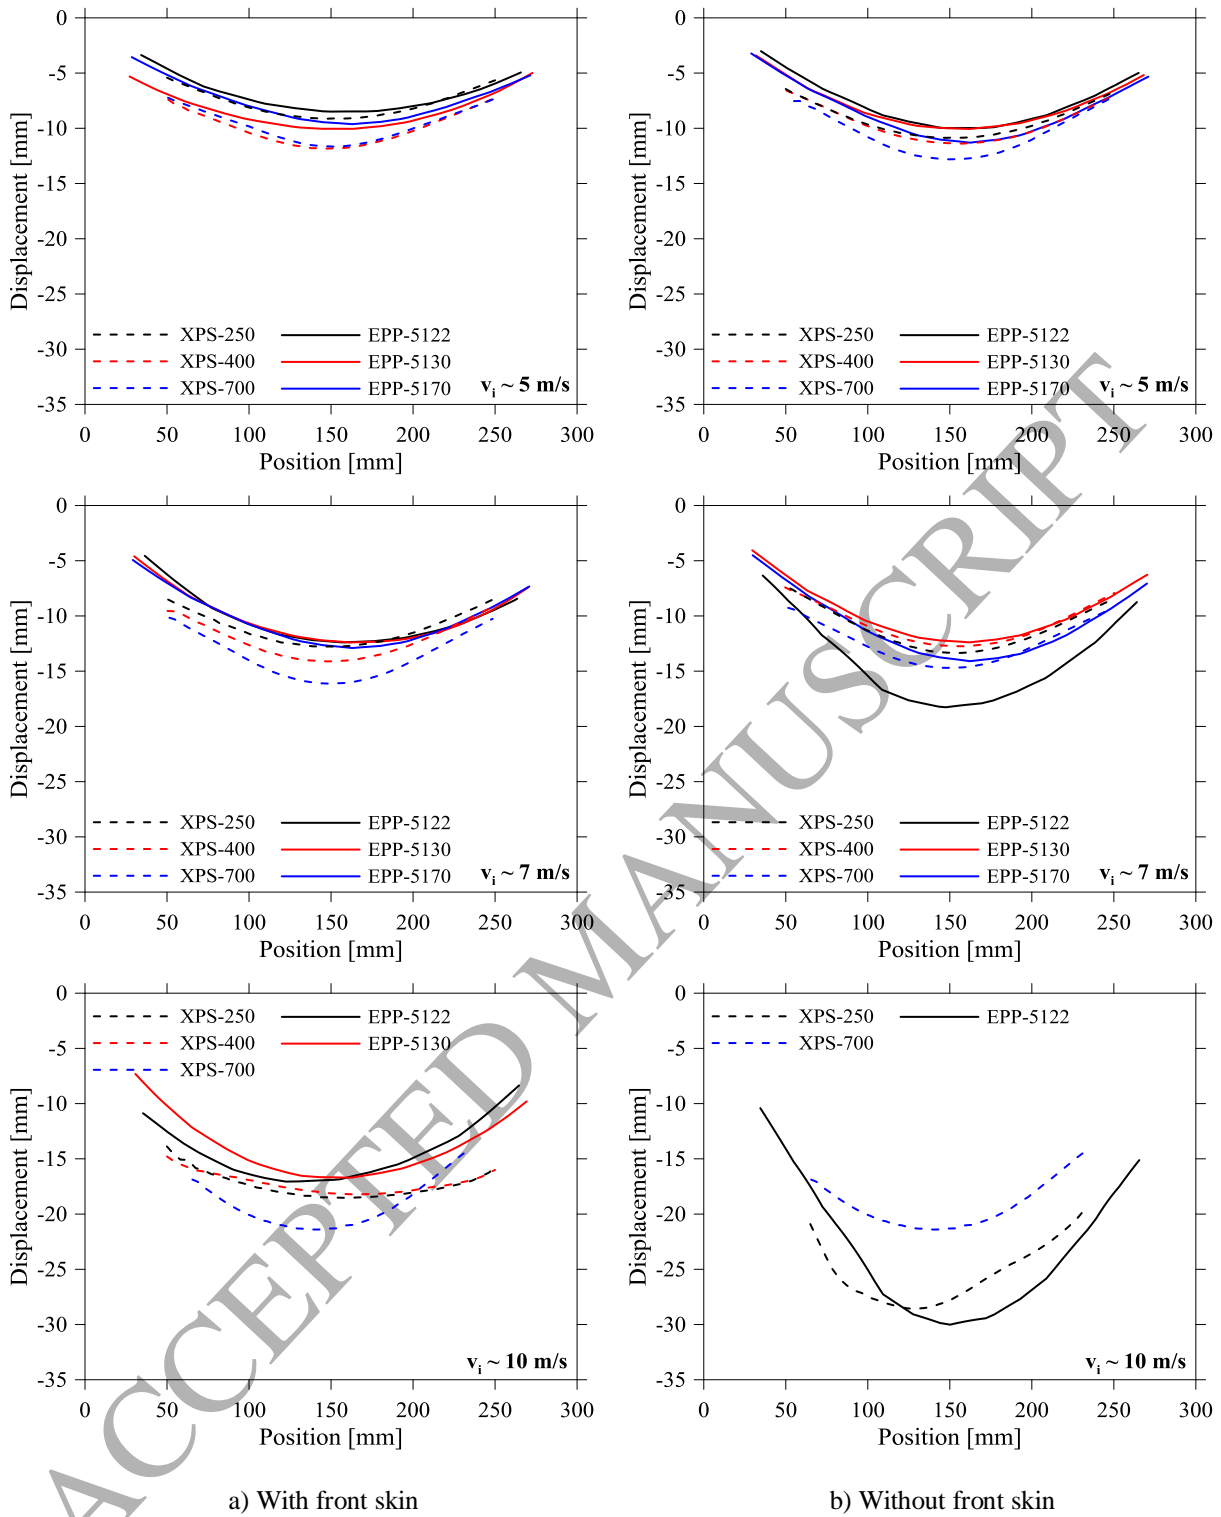 0
-5
-10
-15
-20
-25
-30
-35
Displacement [mm]
XPS-250
XPS-400
XPS-700
EPP-5122
EPP-5130
EPP-5170
vi ~ 5 m/s
0 50 100 150 200 250 300
Position [mm]
0
-5
-10
-15
-20
-25
-30
-35
Displacement [mm]
XPS-250
XPS-400
XPS-700
EPP-5122
EPP-5130
EPP-5170
vi ~ 5 m/s
0 50 100 150 200 250 300
Position [mm]
0
-5
-10
-15
-20
-25
-30
-35
Displacement [mm]
XPS-250
XPS-400
XPS-700
EPP-5122
EPP-5130
EPP-5170
vi ~ 7 m/s
0 50 100 150 200 250 300
Position [mm]
0
-5
-10
-15
-20
-25
-30
-35
Displacement [mm]
XPS-250
XPS-400
XPS-700
EPP-5122
EPP-5130
EPP-5170
vi ~ 7 m/s
0 50 100 150 200 250 300
Position [mm]
0
-5
-10
-15
-20
-25
-30
-35
Displacement [mm]
XPS-250
XPS-400
XPS-700
EPP-5122
EPP-5130
vi ~ 10 m/s
0 50 100 150 200 250 300
Position [mm]
0
-5
-10
-15
-20
-25
-30
-35
Displacement [mm]
XPS-250
XPS-700
EPP-5122
vi ~ 10 m/s
0 50 100 150 200 250 300
Position [mm]
a) With front skin
b) Without front skin
ACCEPTED MANUSCRIPT